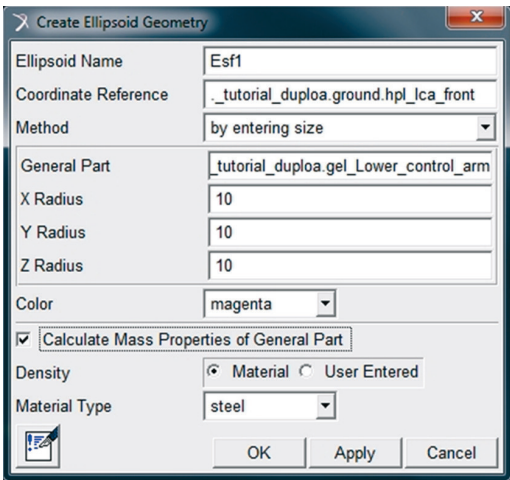 Create Ellipsoid Geometry
Ellipsoid Name Esf1
Coordinate Reference ._tutorial_duploa.ground.hpl_lca_front
Method by entering size
General Part _tutorial_duploa.gel_Lower_control_arm
X Radius 10
Y Radius 10
Z Radius 10
Color magenta
Calculate Mass Properties of General Part
Density Material User Entered
Material Type steel
OK Apply Cancel